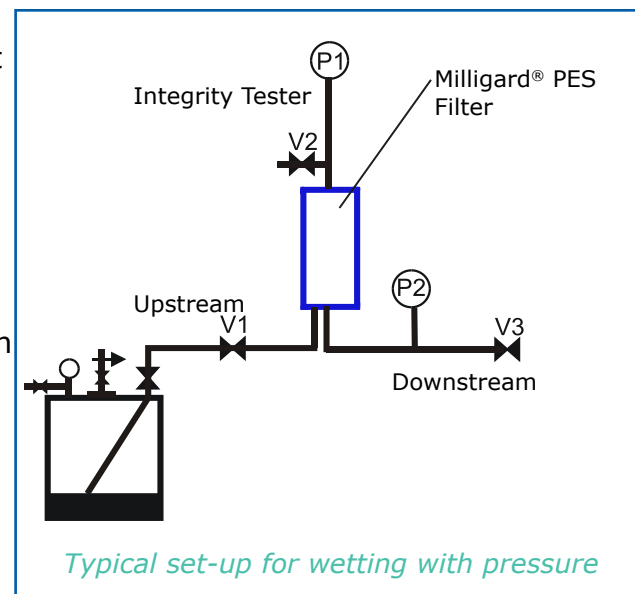 t
P1
Integrity Tester
Milligard® PES
Filter
V2
P2
Upstream
V1
V3
n
Downstream
Typical set-up for wetting with pressure